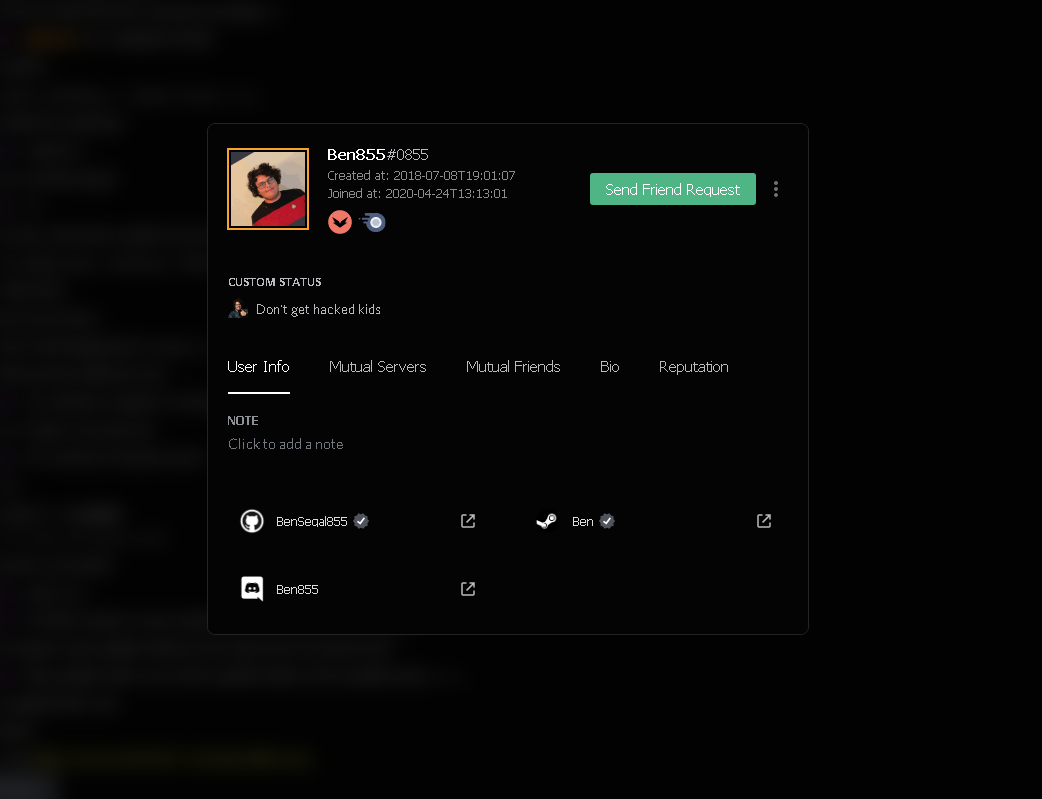 Ben855#0855
Created at: 2018-07-08T19:01:07
Joined at: 2020-04-24T13:13:01
Send Friend Request
CUSTOM STATUS
Don't get hacked kids
User Info Mutual Servers Mutual Friends Bio Reputation
NOTE
Click to add a note
BenSegal855 Ben
Ben855